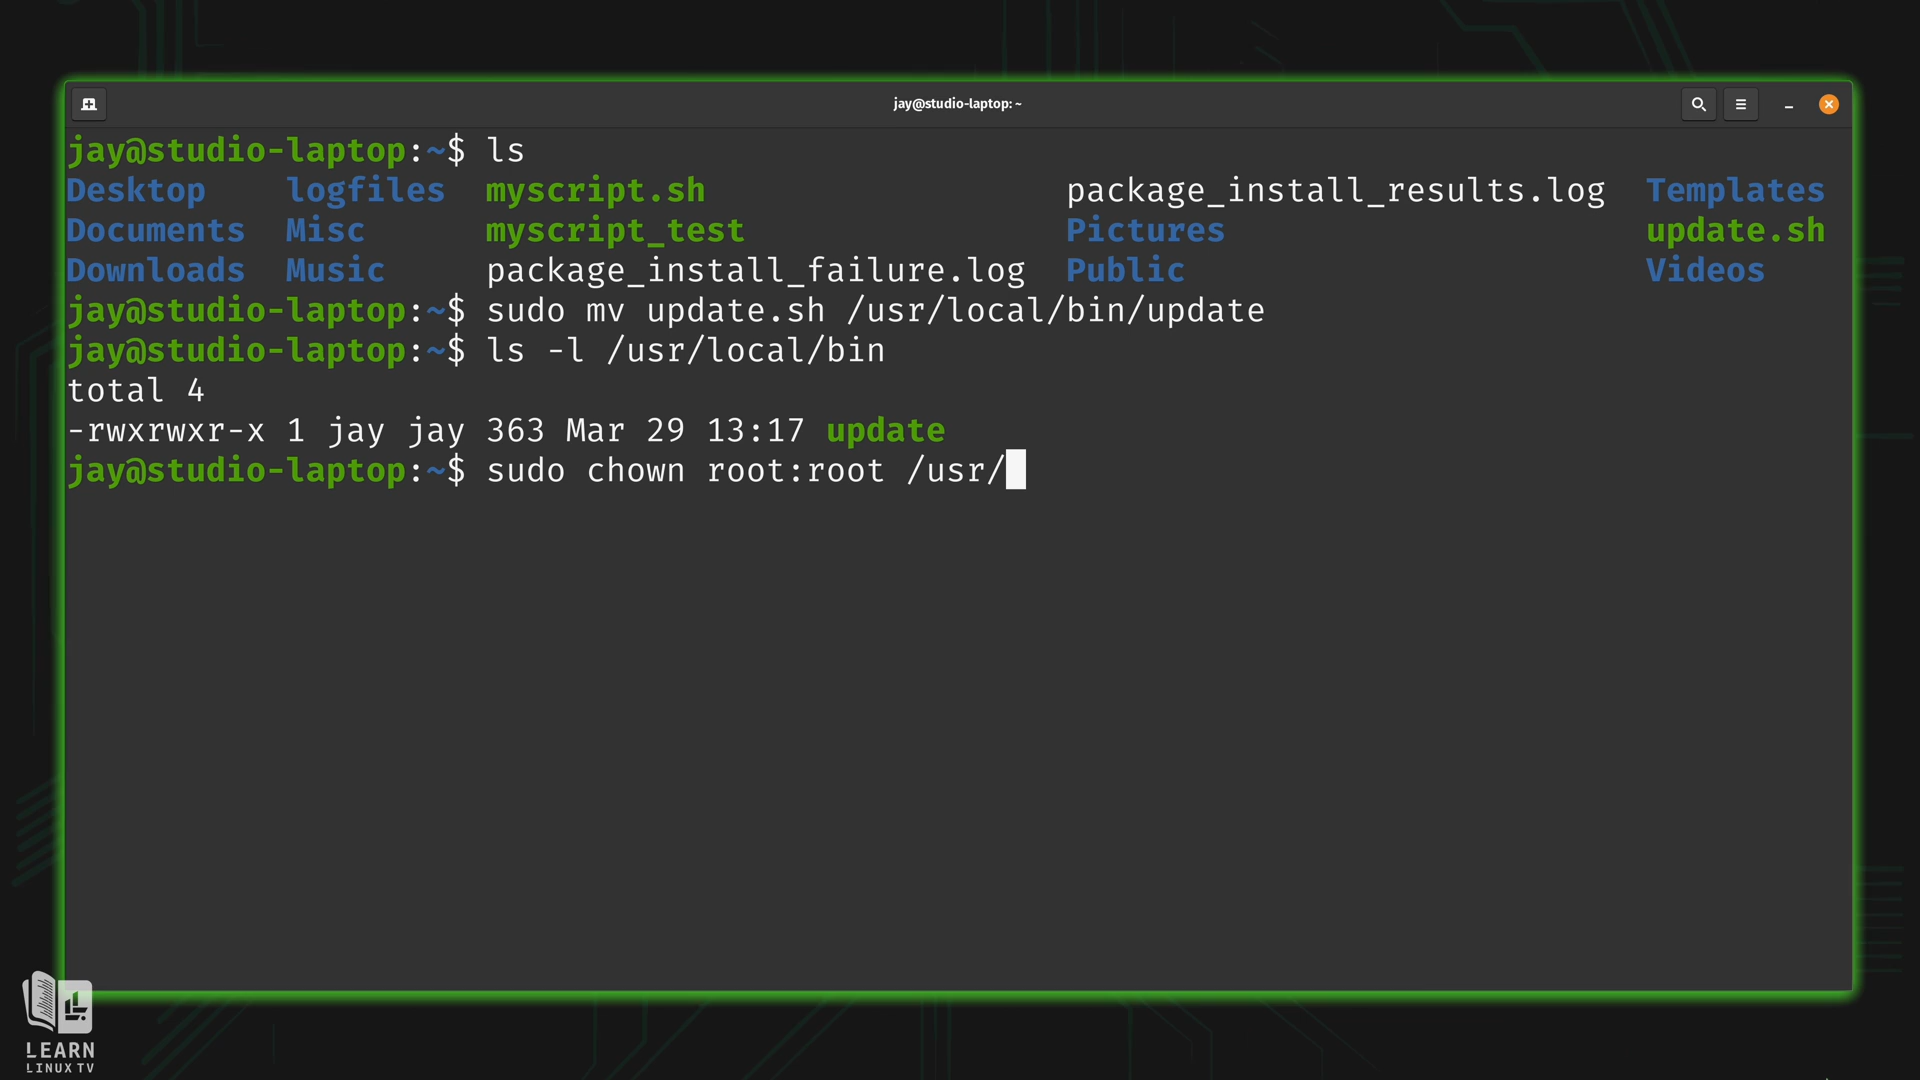 jay@studio-laptop: ~
jay@studio-laptop:~$ ls
Desktop    logfiles  myscript.sh                  package_install_results.log  Templates
Documents  Misc      myscript_test                Pictures                     update.sh
Downloads  Music     package_install_failure.log  Public                       Videos
jay@studio-laptop:~$ sudo mv update.sh /usr/local/bin/update
jay@studio-laptop:~$ ls -l /usr/local/bin
total 4
-rwxrwxr-x 1 jay jay 363 Mar 29 13:17 update
jay@studio-laptop:~$ sudo chown root:root /usr/
LEARN
LINUX TV